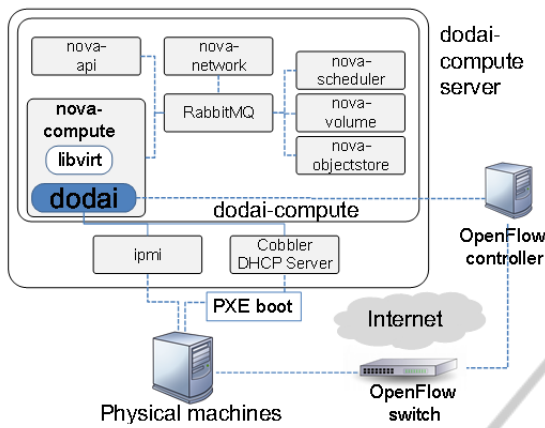 nova-
api
nova-
network
nova-
scheduler
dodai-
compute
server
nova-
compute
RabbitMQ
nova-
volume
libvirt
nova-
objectstore
dodai
dodai-compute
ipmi
Cobbler
DHCP Server
OpenFlow
controller
PXE boot
Internet
OpenFlow
switch
Physical machines